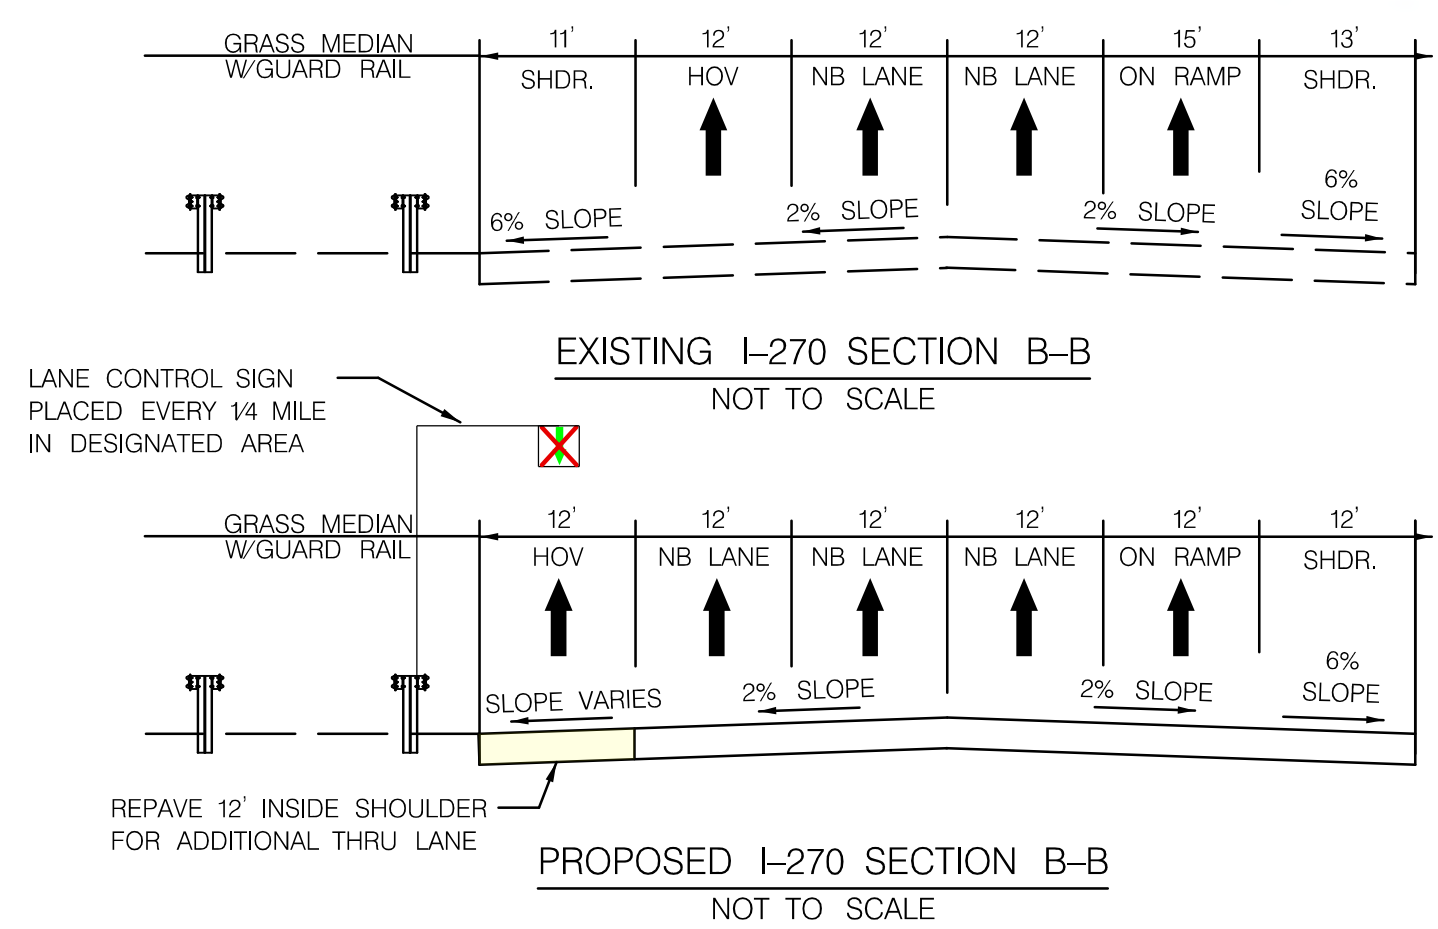 GRASS MEDIAN
W/GUARD RAIL
11' 12' 12' 12' 15' 13'
SHDR. HOV NB LANE NB LANE ON RAMP SHDR.
6% SLOPE 2% SLOPE 2% SLOPE 6%
SLOPE
EXISTING I-270 SECTION B-B
NOT TO SCALE
LANE CONTROL SIGN
PLACED EVERY 1/4 MILE
IN DESIGNATED AREA
GRASS MEDIAN
W/GUARD RAIL
12' 12' 12' 12' 12' 12'
HOV NB LANE NB LANE NB LANE ON RAMP SHDR.
SLOPE VARIES 2% SLOPE 2% SLOPE 6%
SLOPE
REPAVE 12' INSIDE SHOULDER
FOR ADDITIONAL THRU LANE
PROPOSED I-270 SECTION B-B
NOT TO SCALE